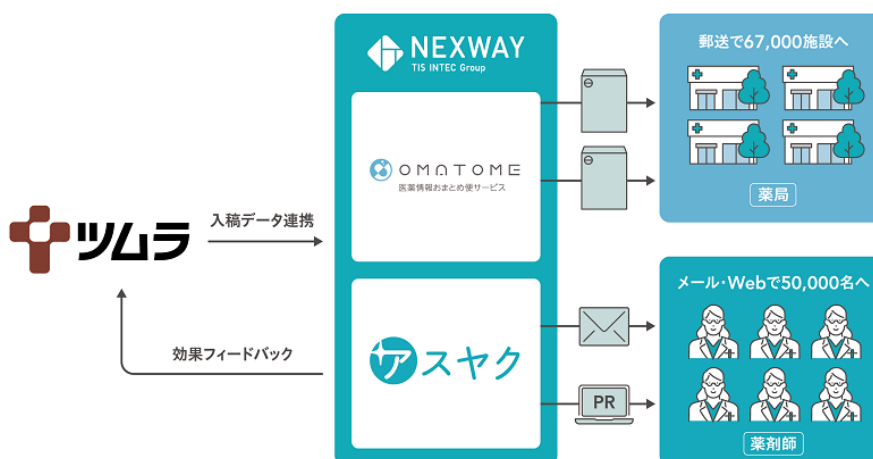 ツムラ
入稿データ連携
効果フィードバック
NEXWAY
TIS INTEC Group
OMATOME
医薬情報おまとめ便サービス
アスヤク
PR
郵送で67,000施設へ
薬局
メール・Webで50,000名へ
薬剤師